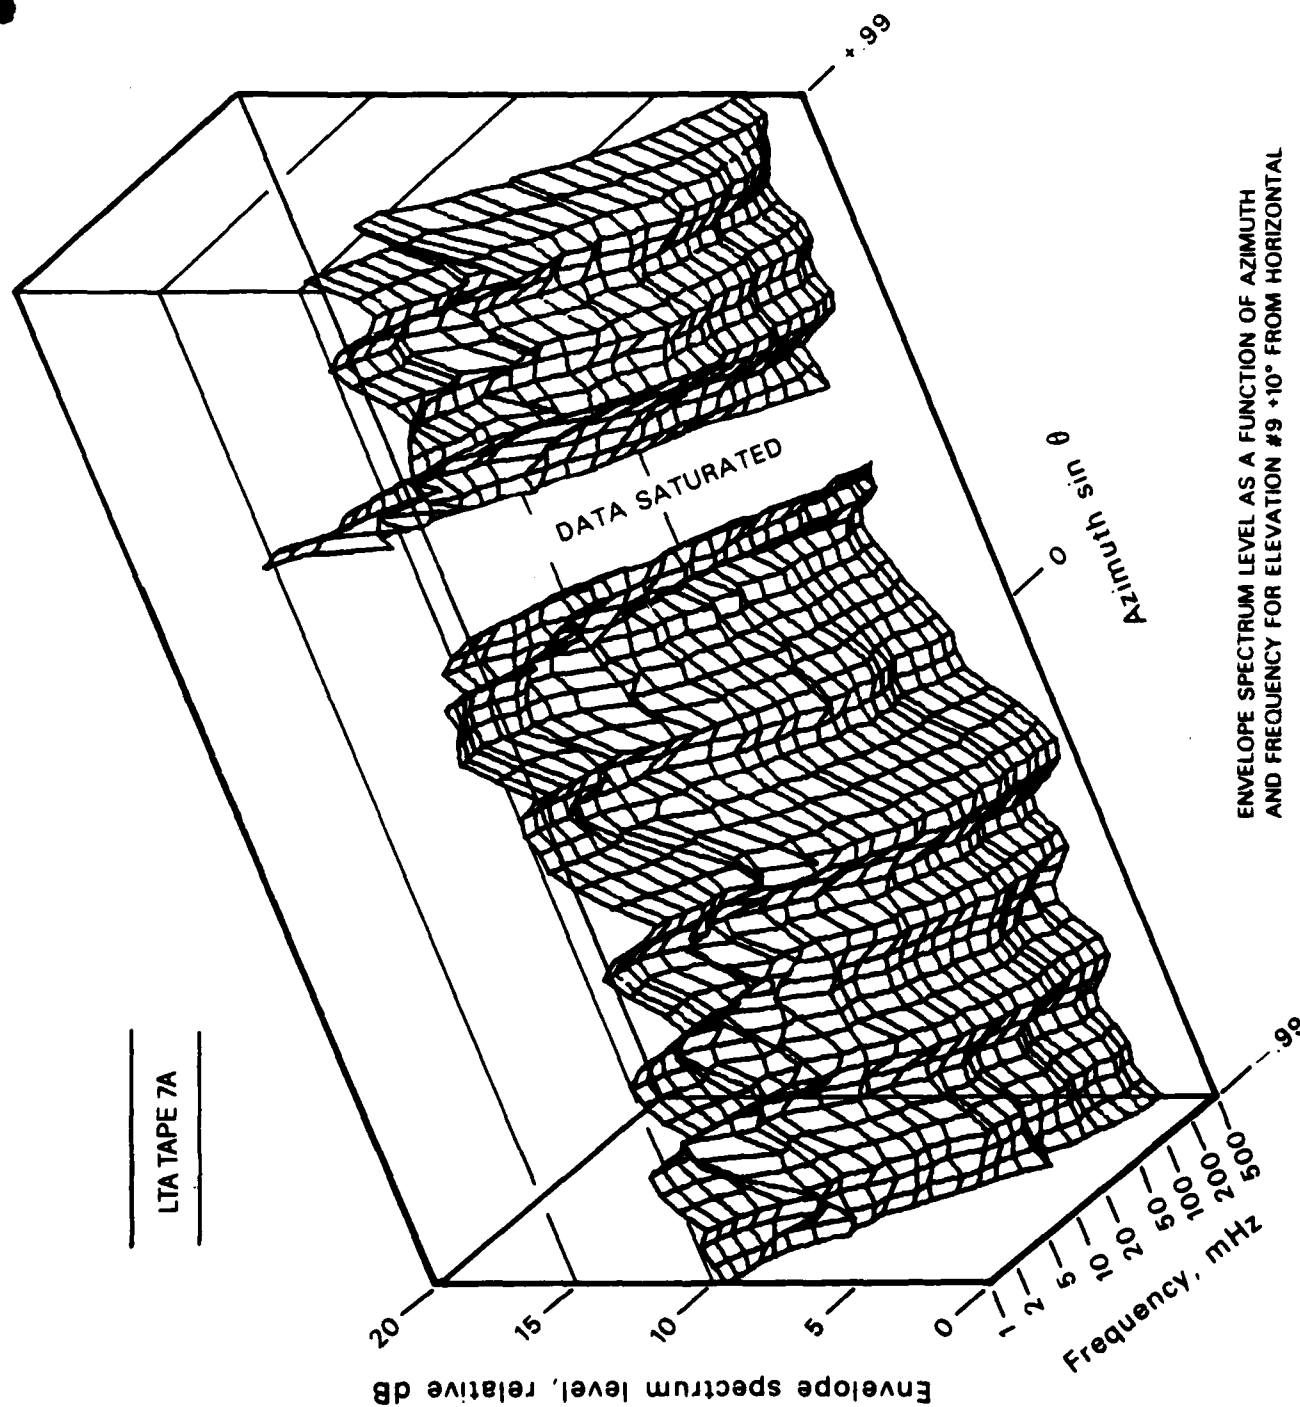 LTA TAPE 7A
+.99
DATA SATURATED
Azimuth sin θ
0
-.99
20
15
10
5
0
Envelope spectrum level, relative dB
1
2
5
10
20
50
100
200
500
Frequency, mHz
ENVELOPE SPECTRUM LEVEL AS A FUNCTION OF AZIMUTH
AND FREQUENCY FOR ELEVATION #9 +10° FROM HORIZONTAL